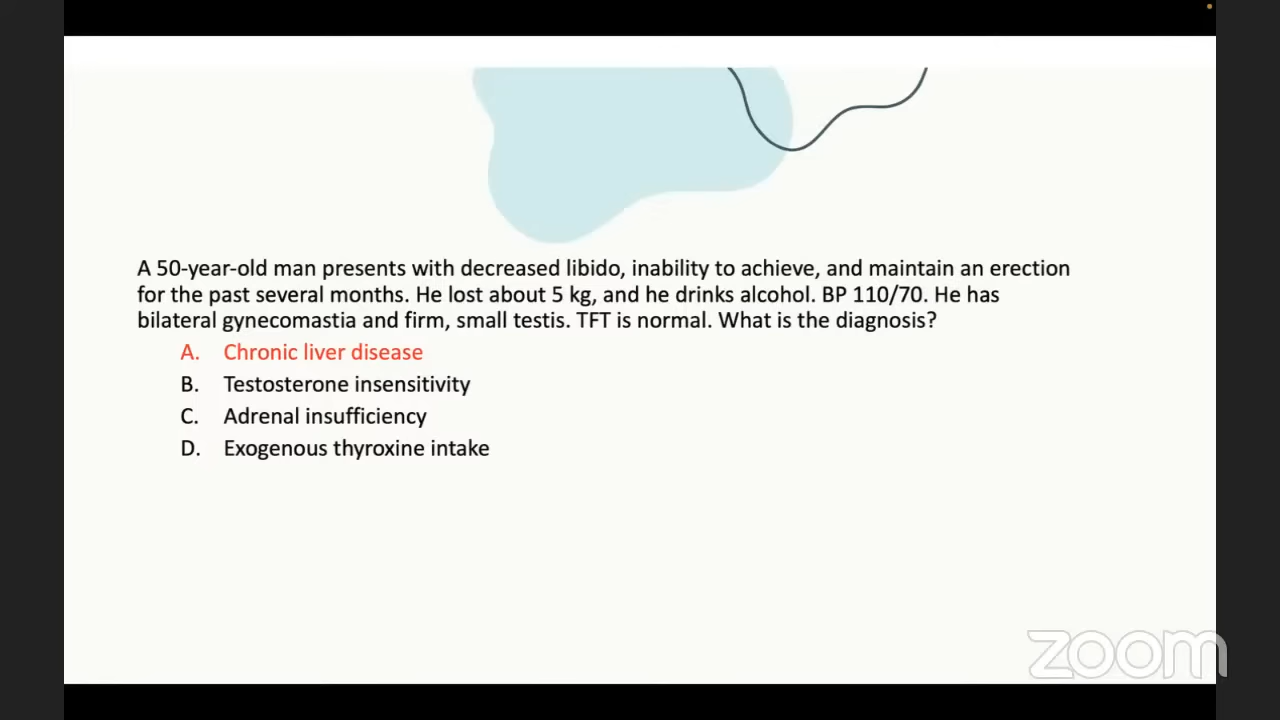 A 50-year-old man presents with decreased libido, inability to achieve, and maintain an erection
for the past several months. He lost about 5 kg, and he drinks alcohol. BP 110/70. He has
bilateral gynecomastia and firm, small testis. TFT is normal. What is the diagnosis?
A. Chronic liver disease
B. Testosterone insensitivity
C. Adrenal insufficiency
D. Exogenous thyroxine intake
zoom